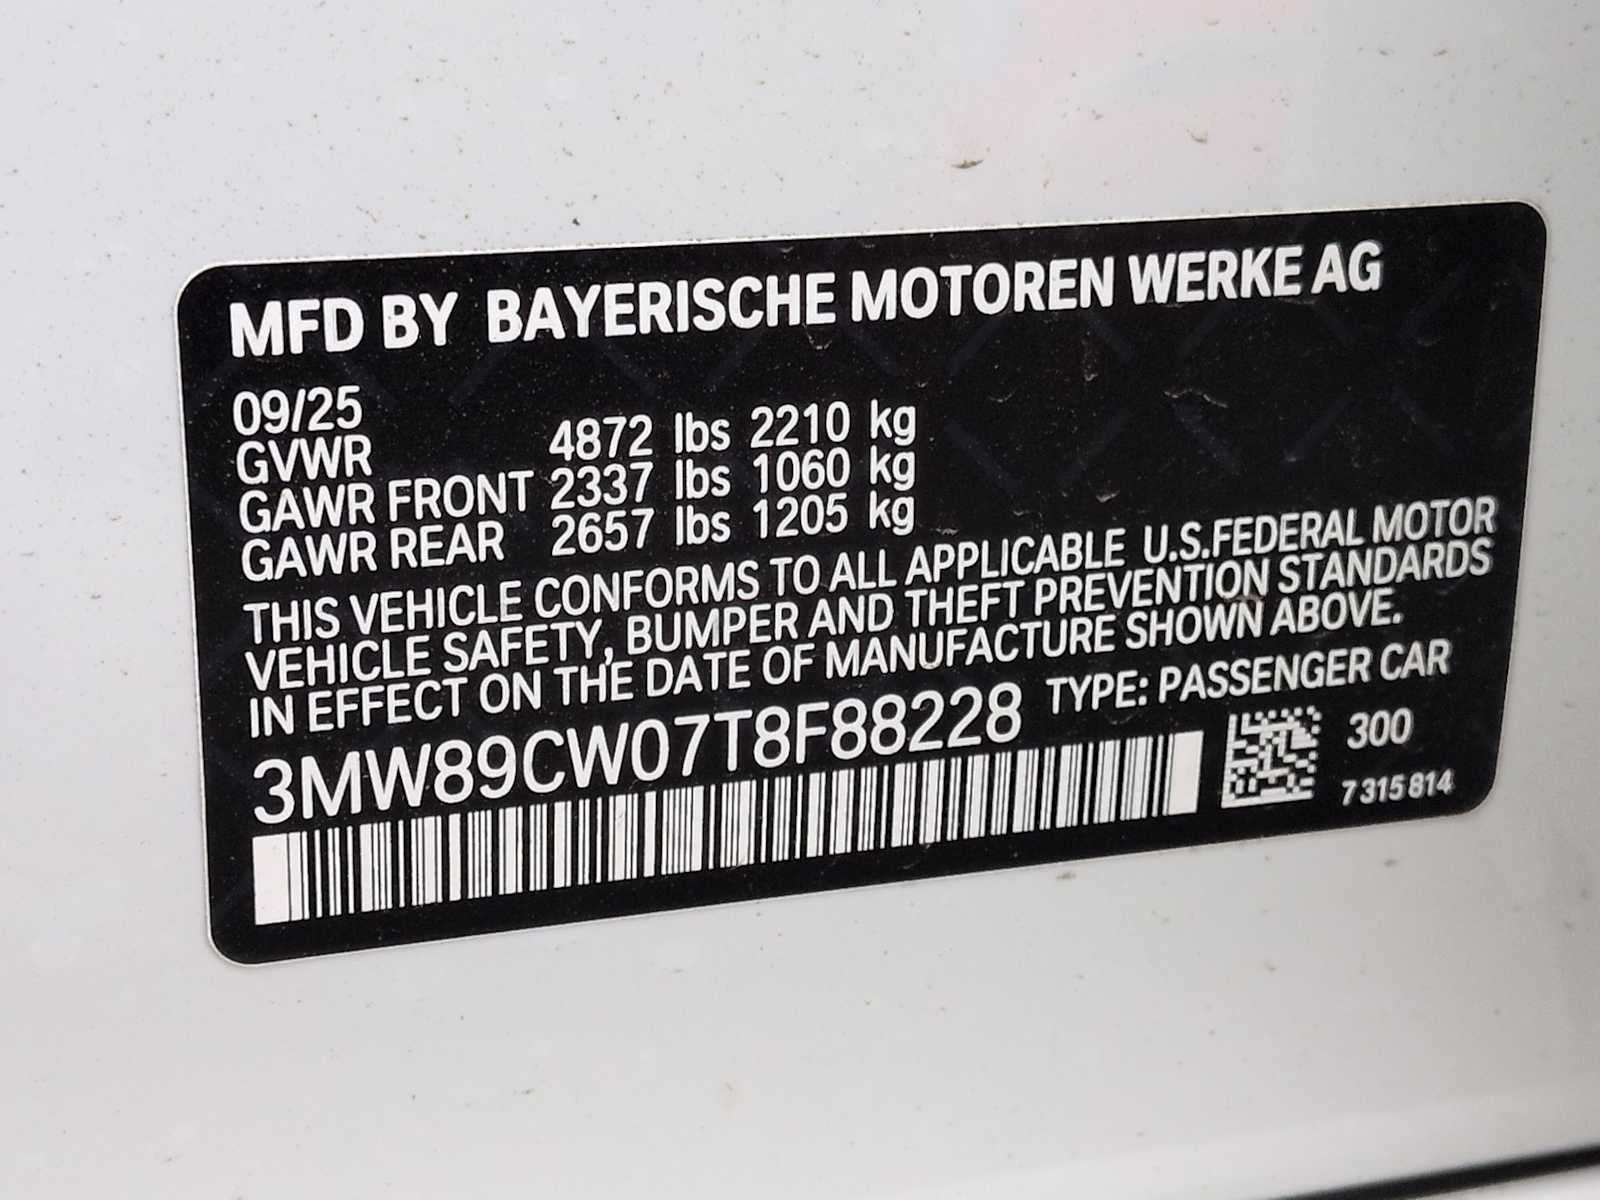 MFD BY BAYERISCHE MOTOREN WERKE AG
09/25
GVWR 4872 lbs 2210 kg
GAWR FRONT 2337 lbs 1060 kg
GAWR REAR 2657 lbs 1205 kg
THIS VEHICLE CONFORMS TO ALL APPLICABLE U.S.FEDERAL MOTOR
VEHICLE SAFETY, BUMPER AND THEFT PREVENTION STANDARDS
IN EFFECT ON THE DATE OF MANUFACTURE SHOWN ABOVE.
3MW89CW07T8F88228 TYPE: PASSENGER CAR
300
7 315 814